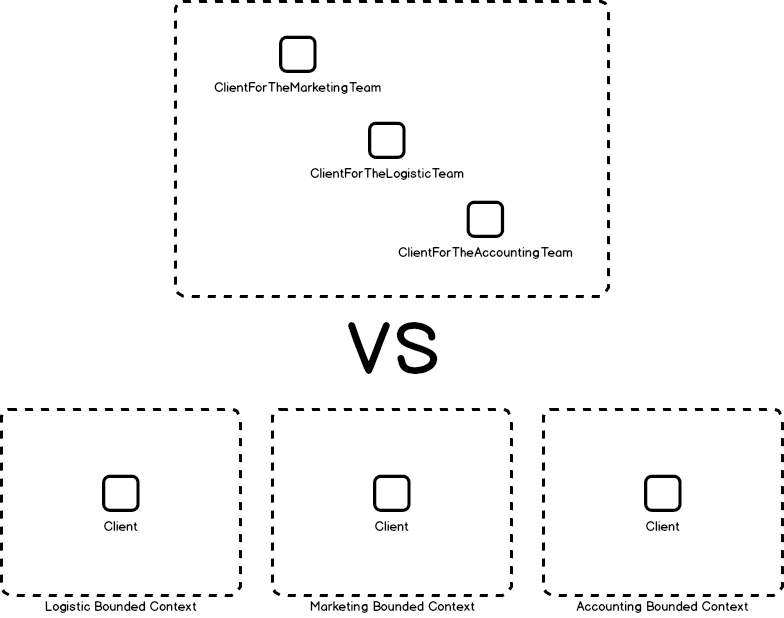 ClientForTheMarketingTeam
ClientForTheLogisticTeam
ClientForTheAccountingTeam
VS
Client
Client
Client
Logistic Bounded Context
Marketing Bounded Context
Accounting Bounded Context